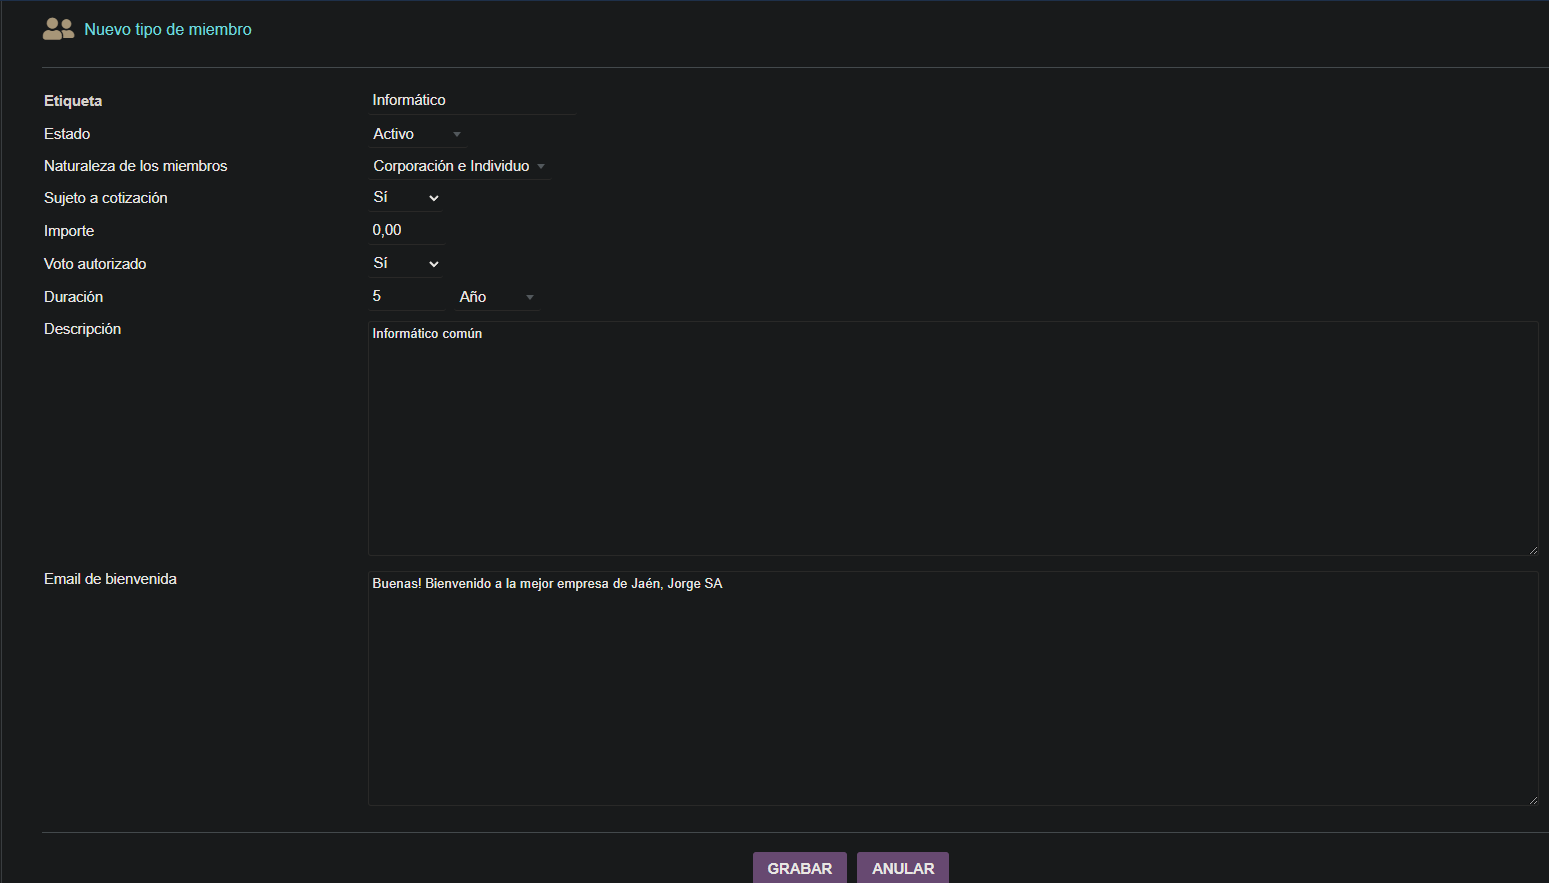 Nuevo tipo de miembro
Etiqueta Informático
Estado Activo
Naturaleza de los miembros Corporación e Individuo
Sujeto a cotización Sí
Importe 0,00
Voto autorizado Sí
Duración 5 Año
Descripción Informático común
Email de bienvenida Buenas! Bienvenido a la mejor empresa de Jaén, Jorge SA
GRABAR ANULAR